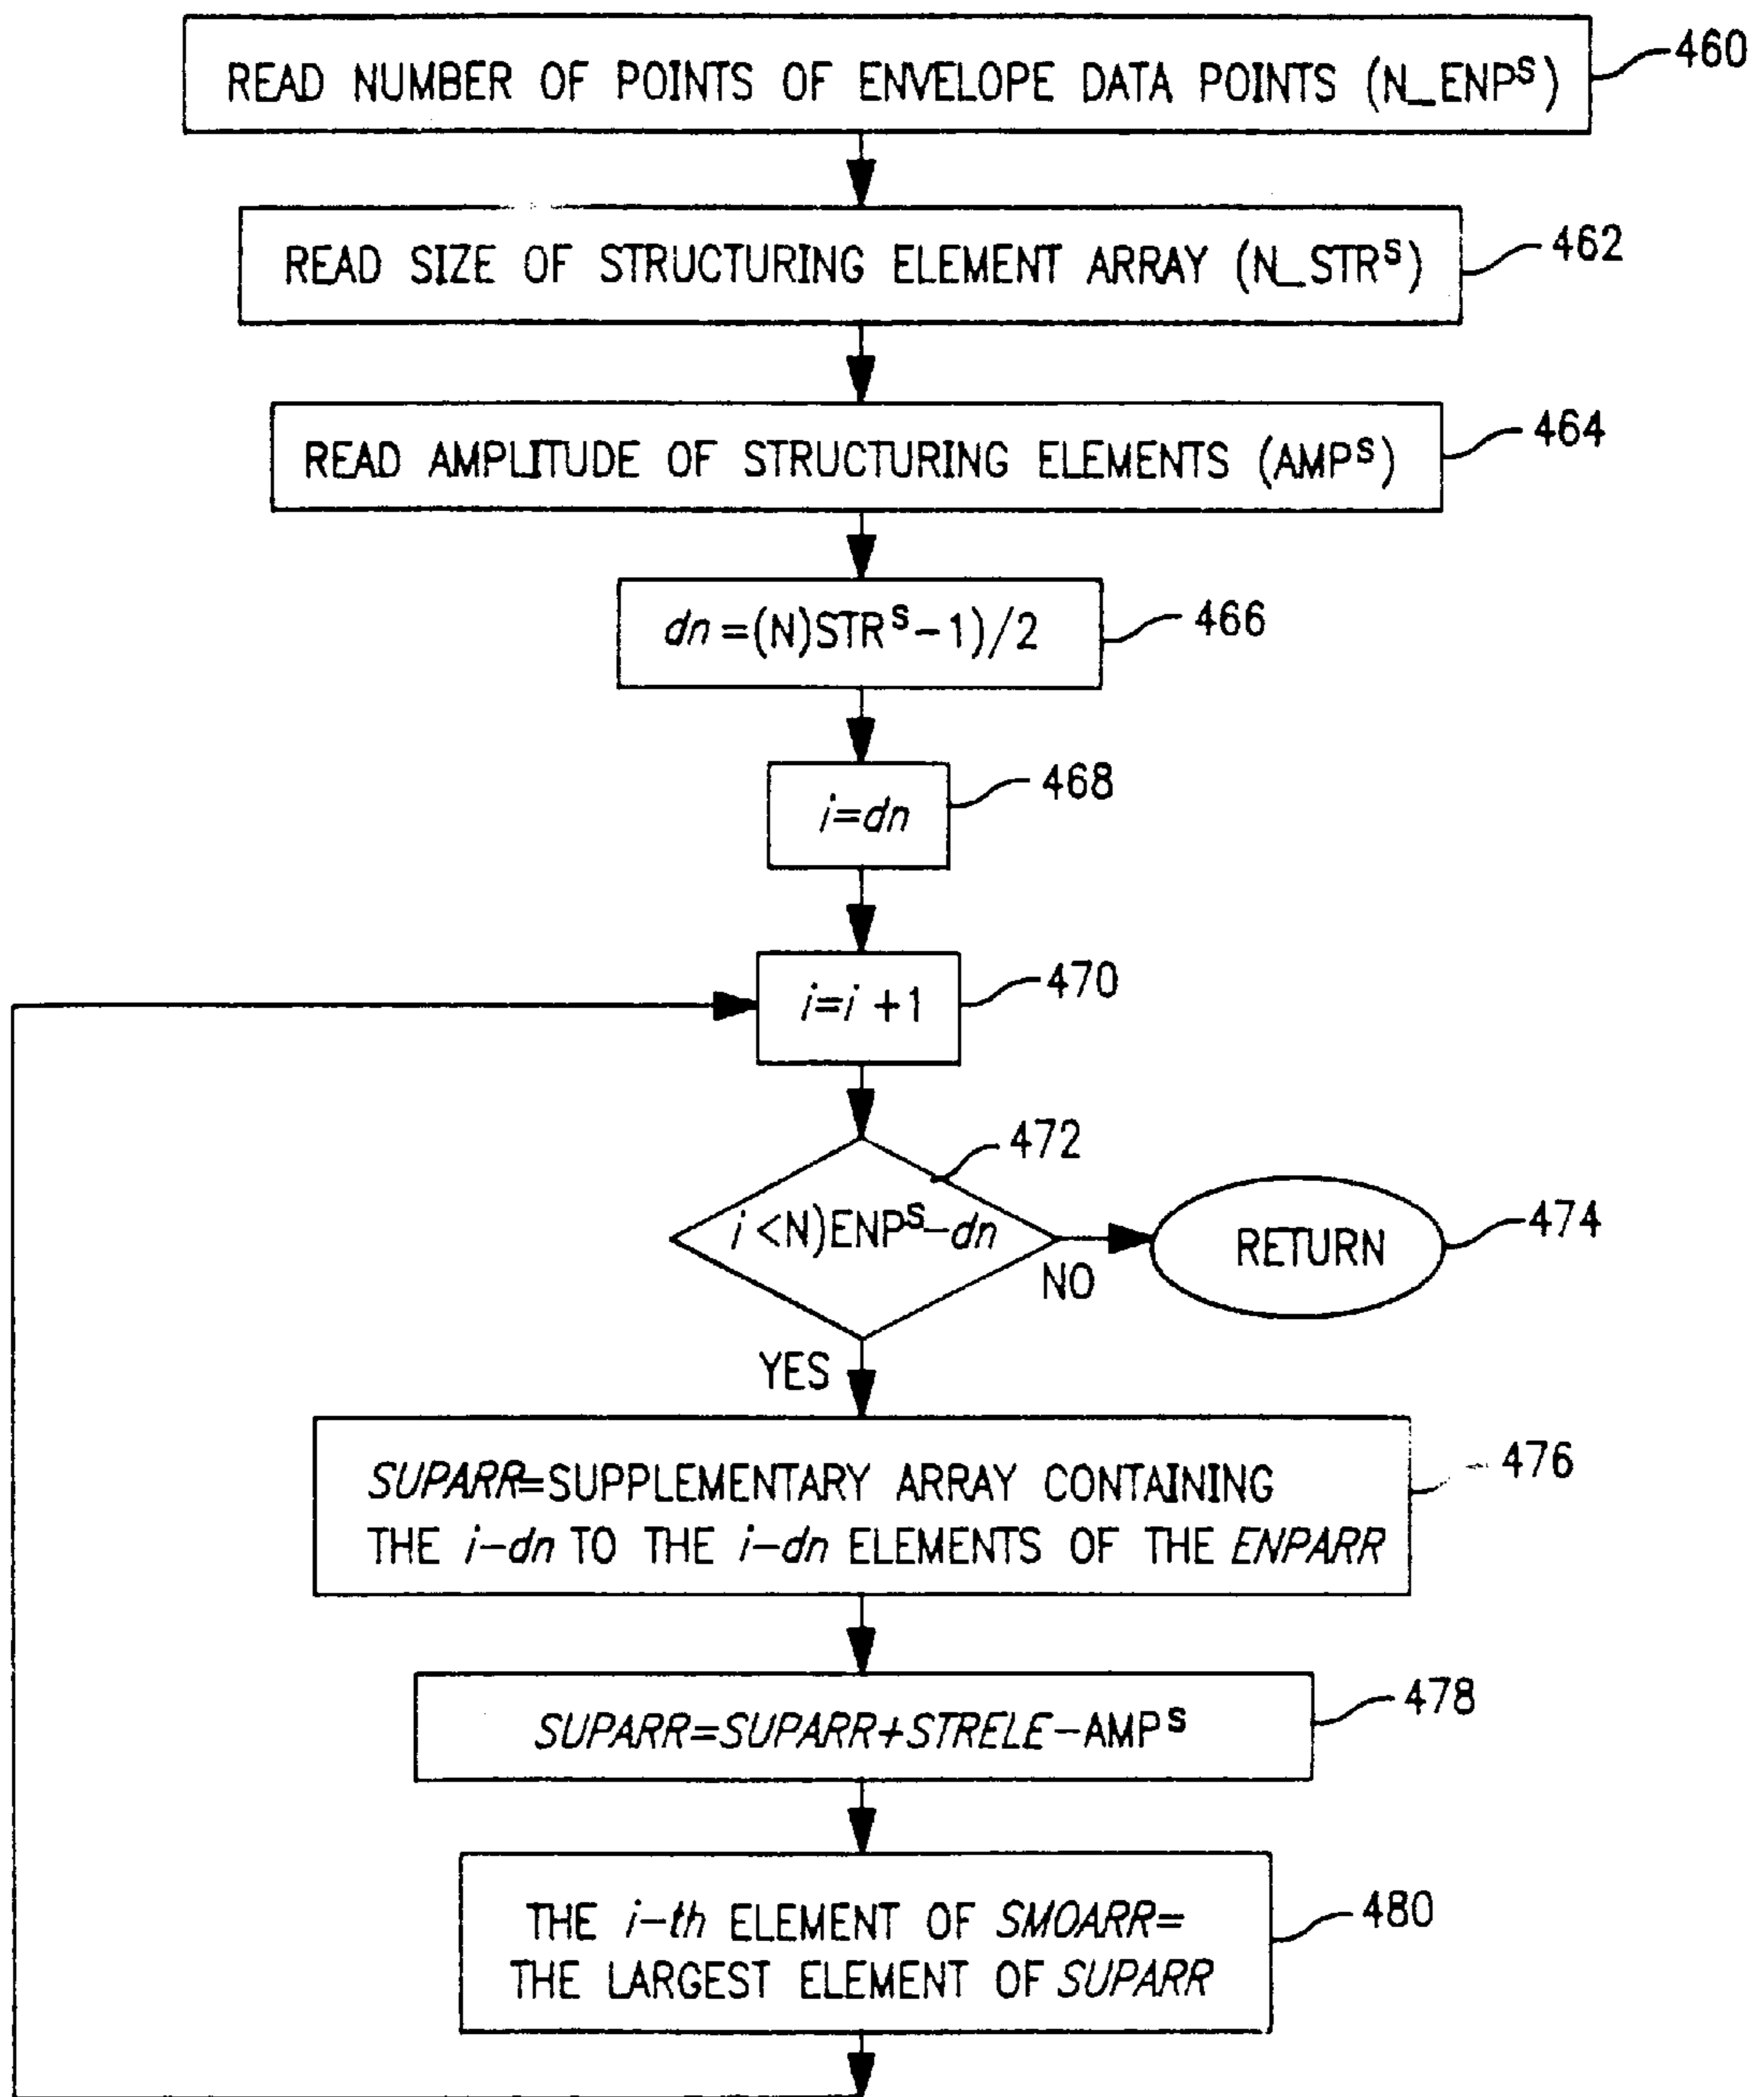 READ NUMBER OF POINTS OF ENVELOPE DATA POINTS (N_ENPˢ)
460
READ SIZE OF STRUCTURING ELEMENT ARRAY (N_STRˢ)
462
READ AMPLITUDE OF STRUCTURING ELEMENTS (AMPˢ)
464
dn=(N)STRˢ-1)/2
466
i=dn
468
i=i+1
470
472
i<N)ENPˢ-dn
NO
RETURN
474
YES
SUPARR=SUPPLEMENTARY ARRAY CONTAINING
THE i-dn TO THE i-dn ELEMENTS OF THE ENPARR
476
SUPARR=SUPARR+STRELE-AMPˢ
478
THE i-th ELEMENT OF SMOARR=
THE LARGEST ELEMENT OF SUPARR
480